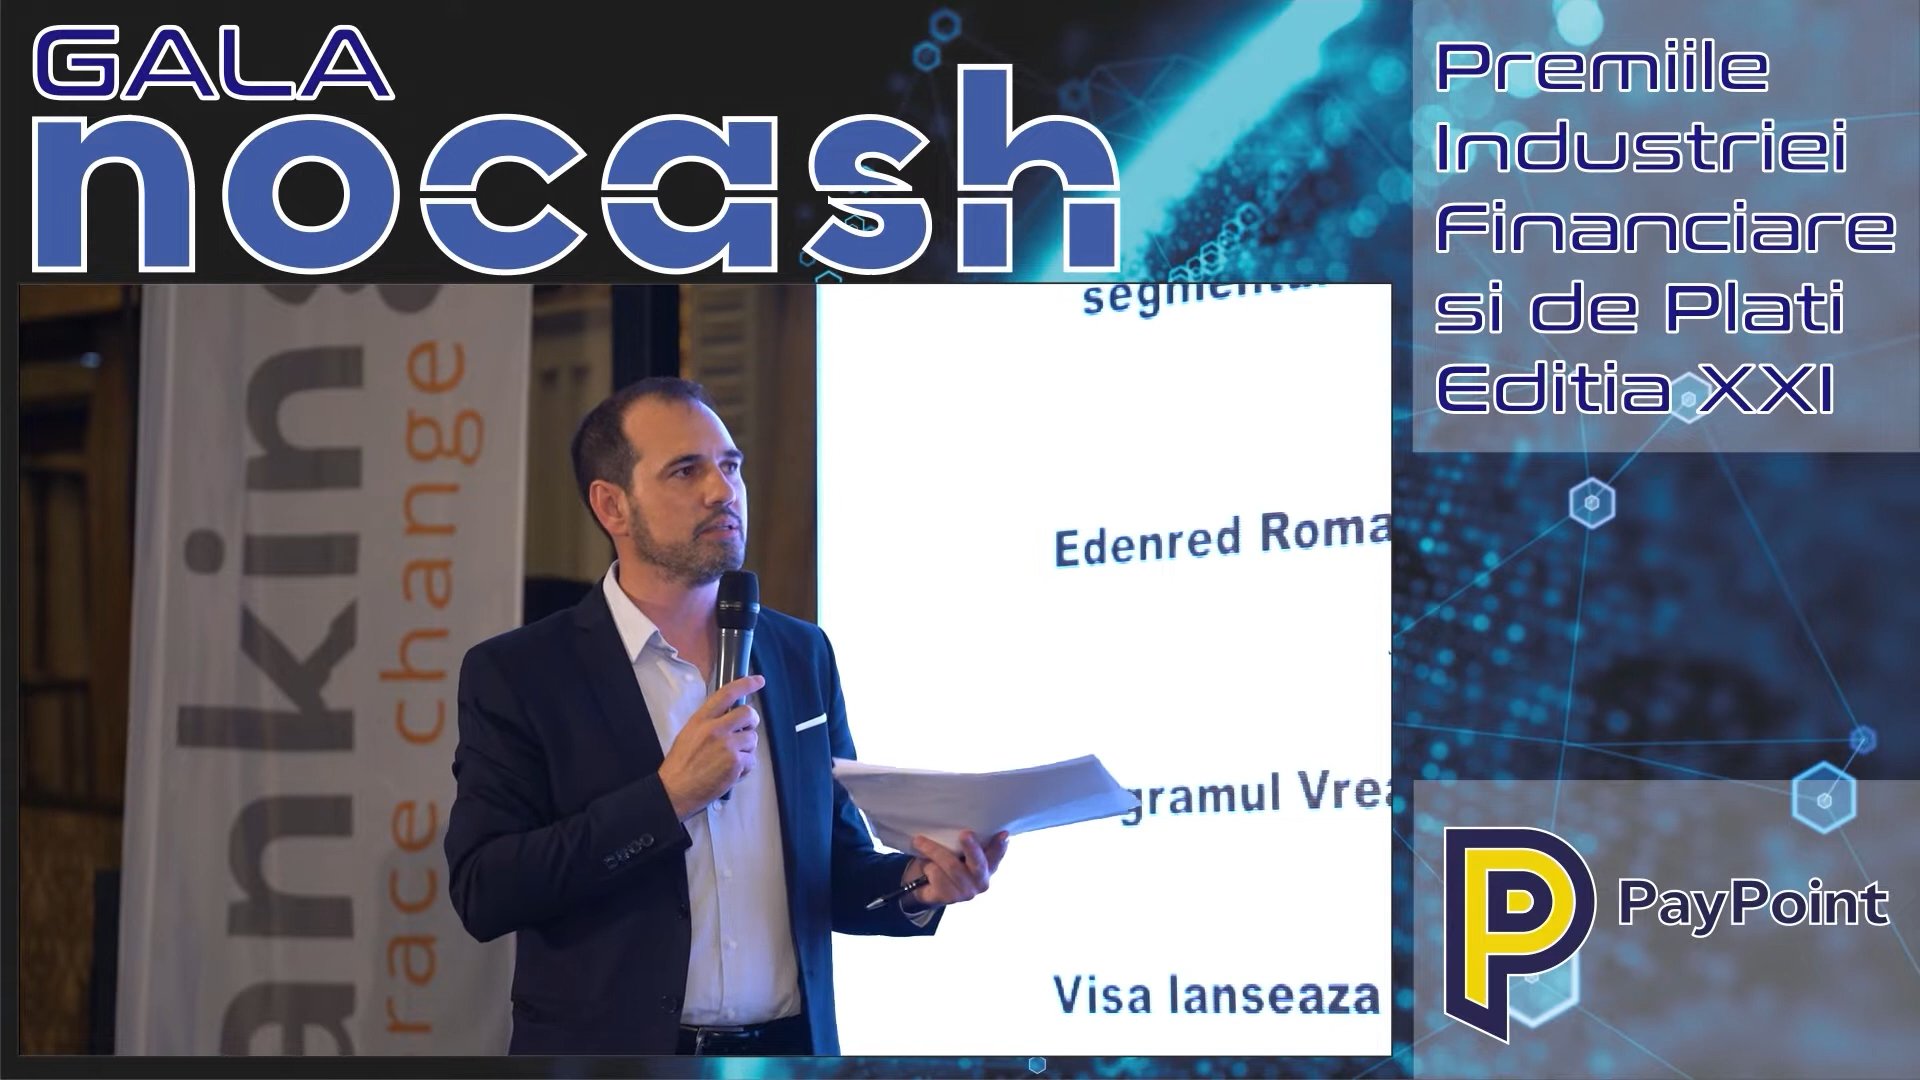 GALA
nocash
Premiile
Industriei
Financiare
si de Plati
Editia XXI
ankin
race change
Edenred Roma
gramul Vrea
Visa lanseaza
PayPoint